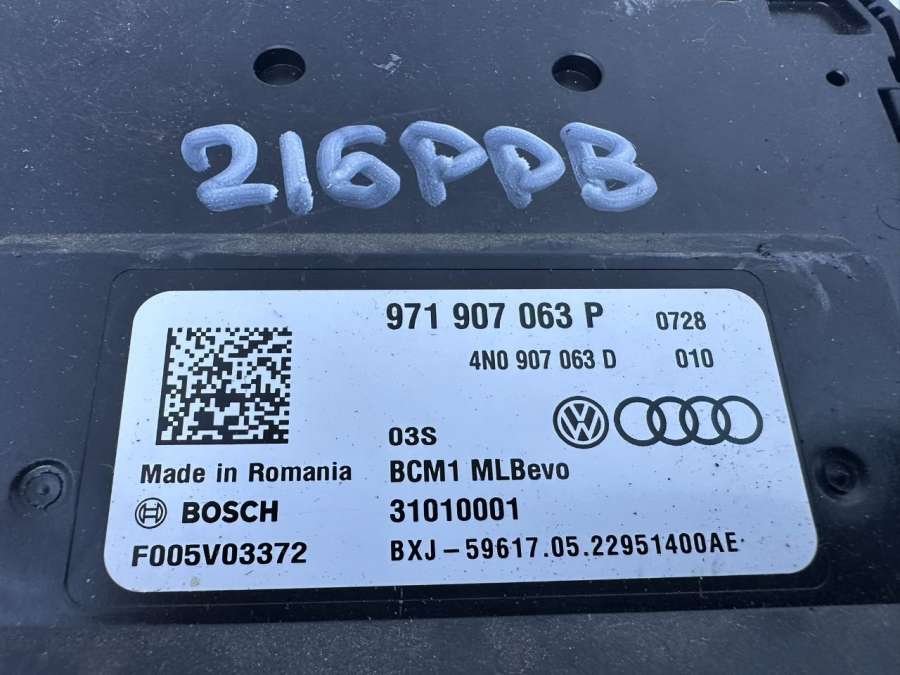 216PPB
971 907 063 P 0728
4N0 907 063 D 010
03S
Made in Romania BCM1 MLBevo
BOSCH 31010001
F005V03372 BXJ-59617.05.22951400AE